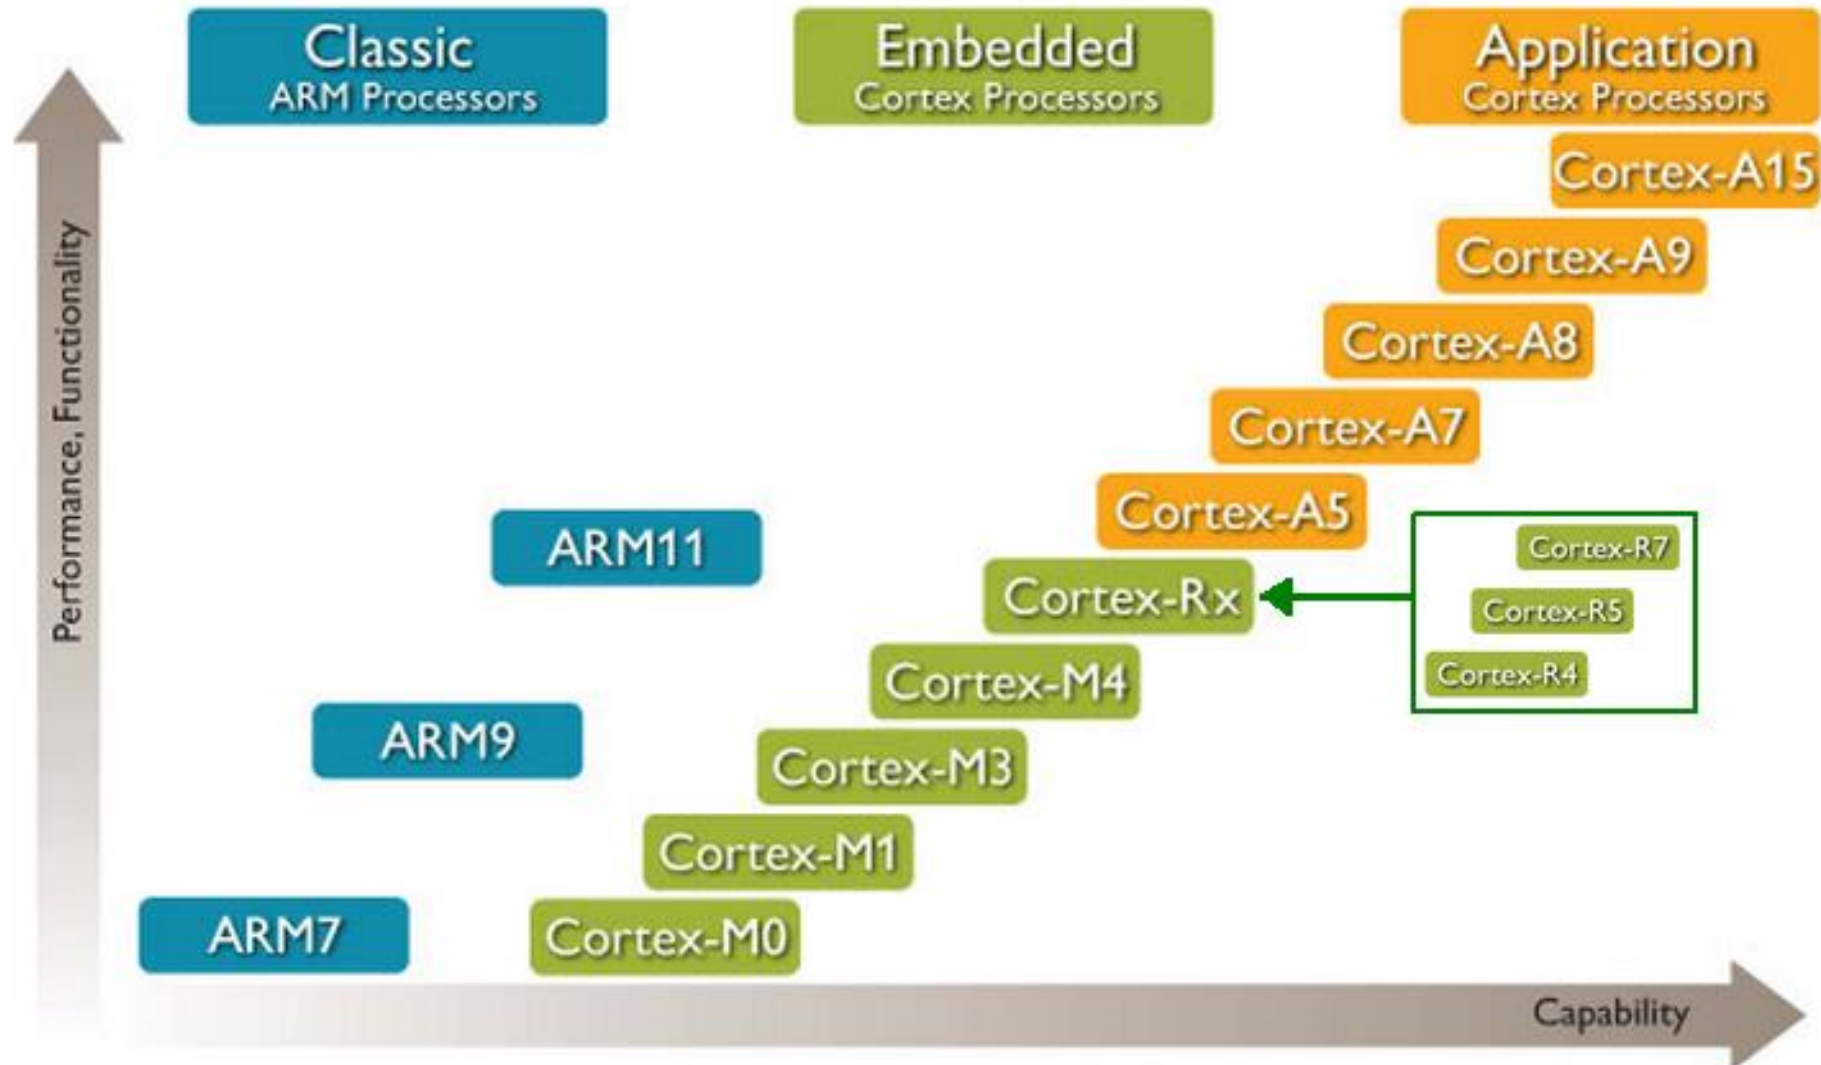 Classic
ARM Processors
Embedded
Cortex Processors
Application
Cortex Processors
Performance, Functionality
Cortex-A15
Cortex-A9
Cortex-A8
Cortex-A7
Cortex-A5
ARM11
Cortex-R7
Cortex-Rx
Cortex-R5
Cortex-R4
Cortex-M4
ARM9
Cortex-M3
Cortex-M1
ARM7
Cortex-M0
Capability